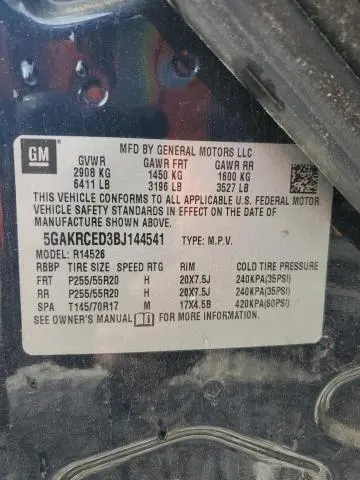 GM
MFD BY GENERAL MOTORS LLC
GVWR GAWR FRT GAWR RR
2908 KG 1450 KG 1600 KG
6411 LB 3196 LB 3527 LB
THIS VEHICLE CONFORMS TO ALL APPLICABLE U.S. FEDERAL MOTOR
VEHICLE SAFETY STANDARDS IN EFFECT ON THE DATE OF
MANUFACTURE SHOWN ABOVE.
5GAKRCED3BJ144541 TYPE: M.P.V.
MODEL: R14526
RBBP TIRE SIZE SPEED RTG RIM COLD TIRE PRESSURE
FRT P255/55R20 H 20X7.5J 240KPA(35PSI)
RR P255/55R20 H 20X7.5J 240KPA(35PSI)
SPA T145/70R17 M 17X4.5B 420KPA(60PSI)
SEE OWNER'S MANUAL FOR MORE INFORMATION.